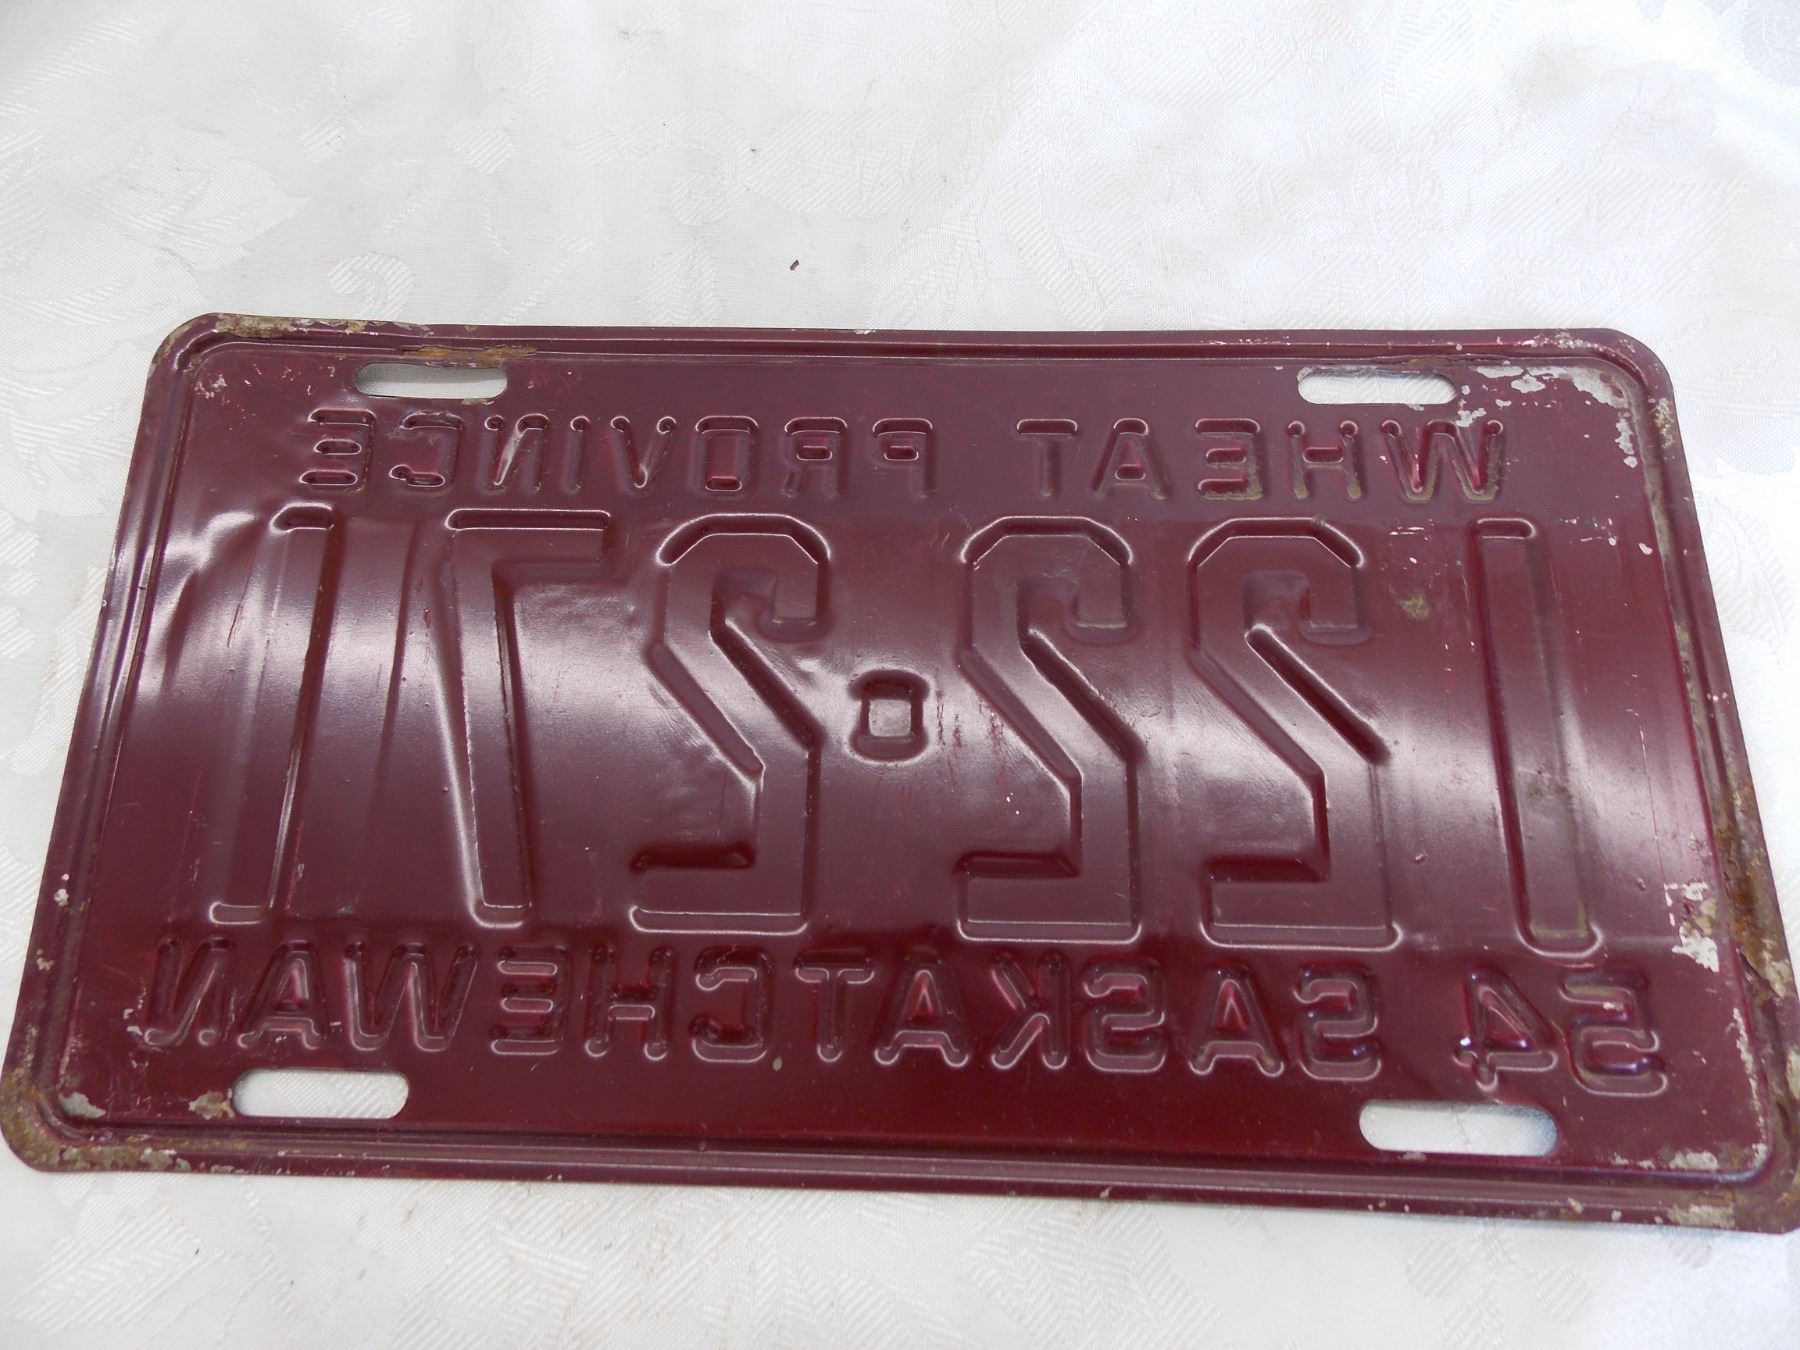 WHEAT PROVINCE
122·271
54 SASKATCHEWAN